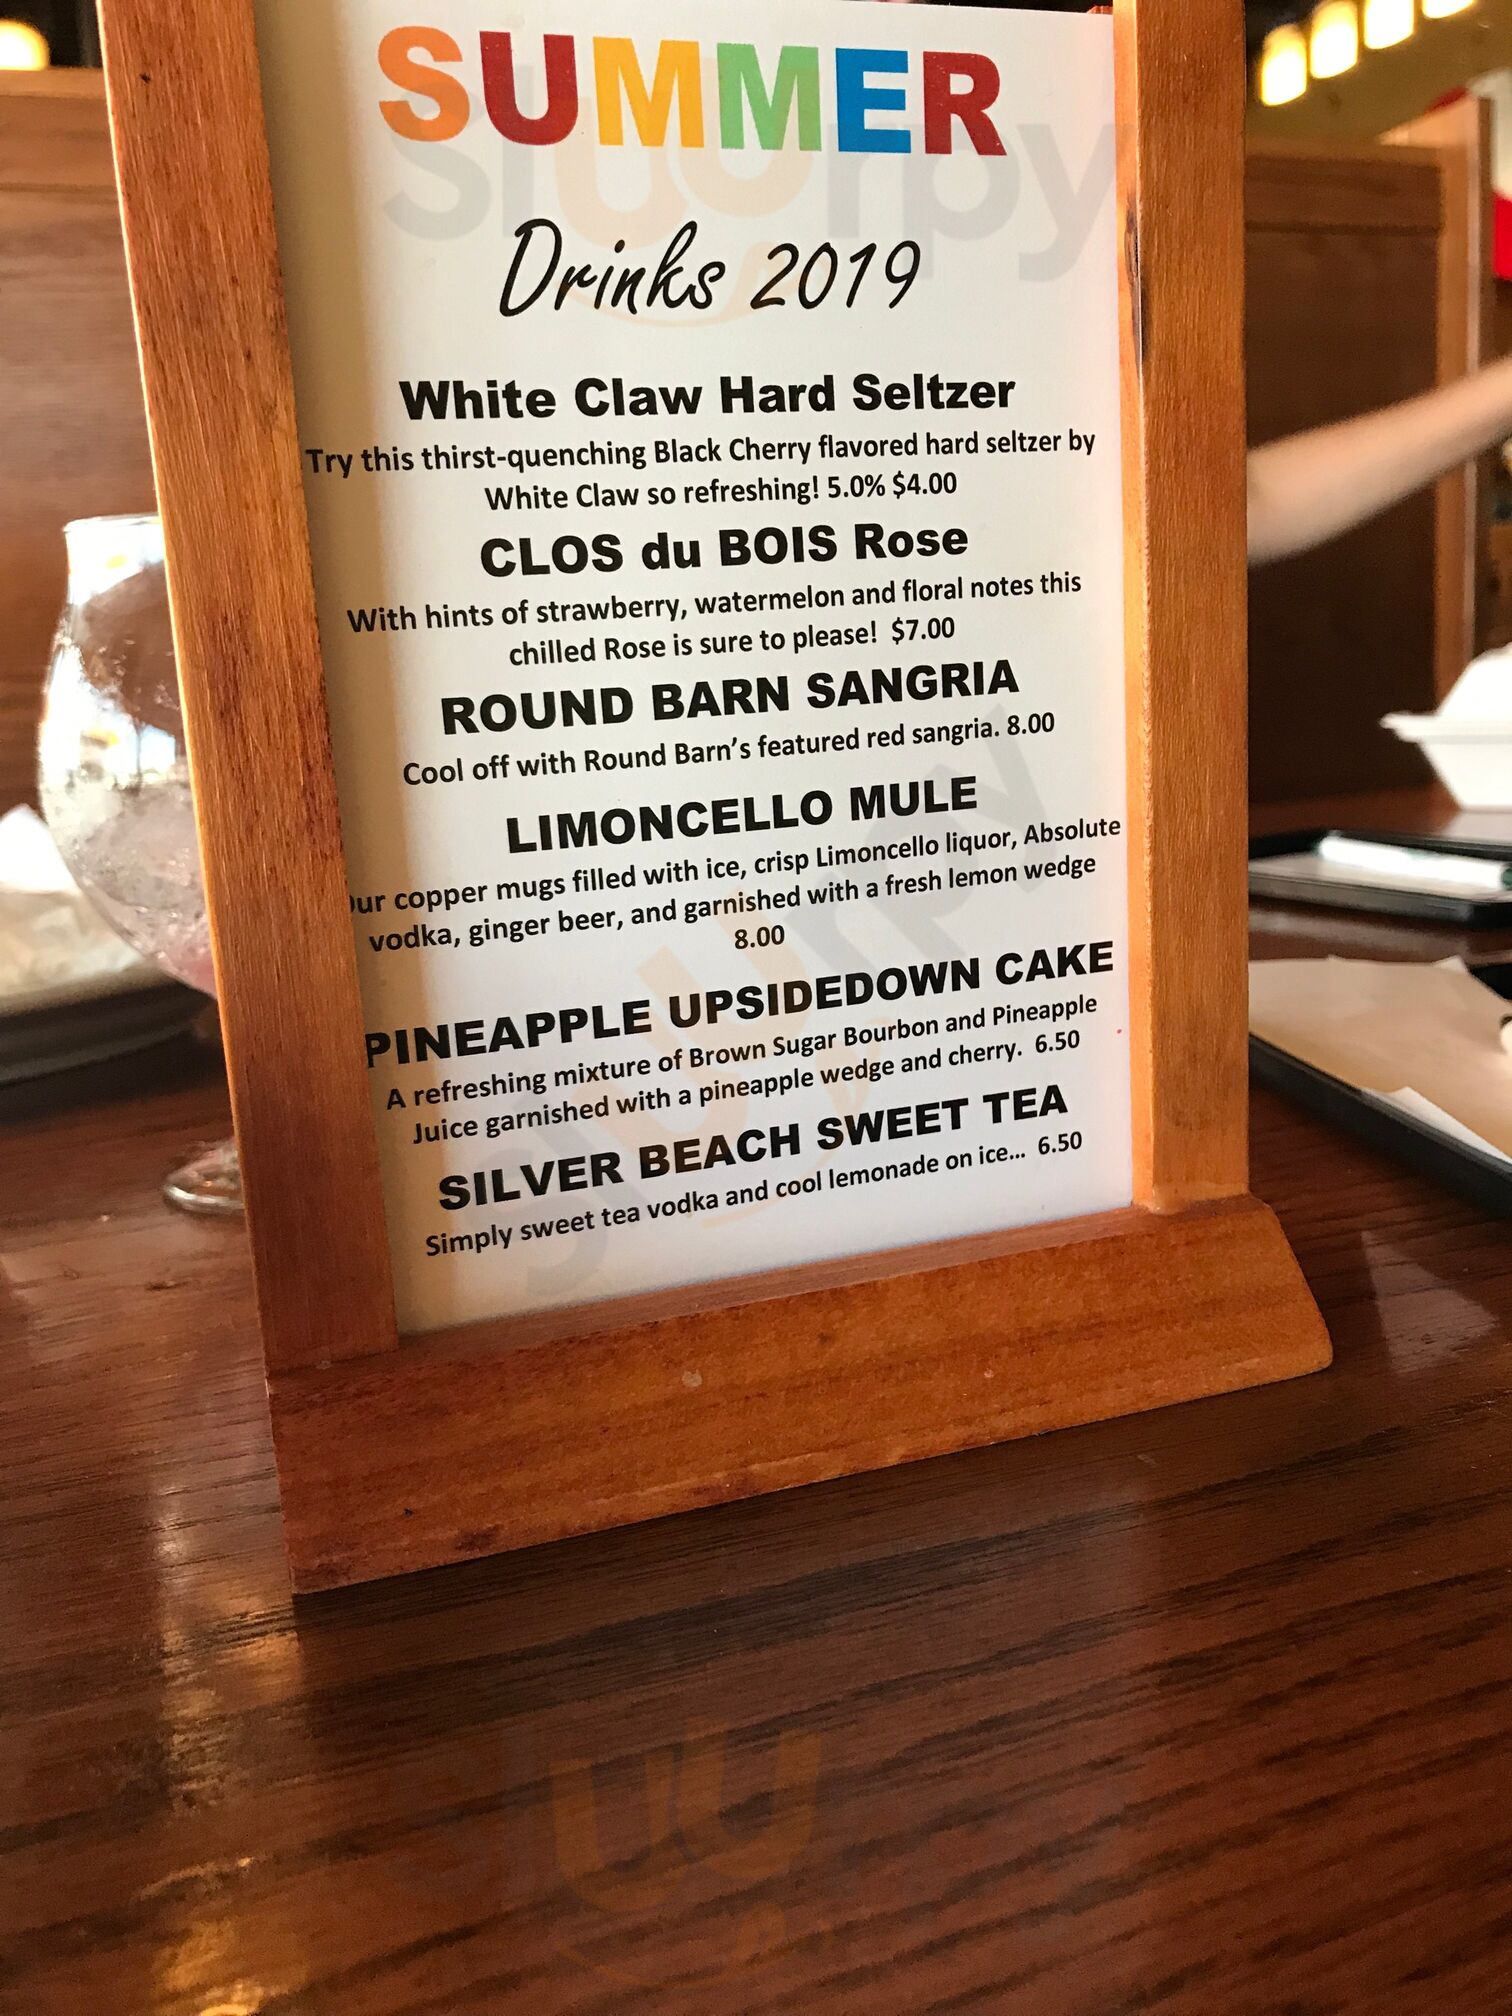 SUMMER
Drinks 2019
White Claw Hard Seltzer
Try this thirst-quenching Black Cherry flavored hard seltzer by
White Claw so refreshing! 5.0% $4.00
CLOS du BOIS Rose
With hints of strawberry, watermelon and floral notes this
chilled Rose is sure to please! $7.00
ROUND BARN SANGRIA
Cool off with Round Barn's featured red sangria. 8.00
LIMONCELLO MULE
ur copper mugs filled with ice, crisp Limoncello liquor, Absolute
vodka, ginger beer, and garnished with a fresh lemon wedge
8.00
PINEAPPLE UPSIDEDOWN CAKE
A refreshing mixture of Brown Sugar Bourbon and Pineapple
Juice garnished with a pineapple wedge and cherry. 6.50
SILVER BEACH SWEET TEA
Simply sweet tea vodka and cool lemonade on ice... 6.50
sluurpy
sluurpy